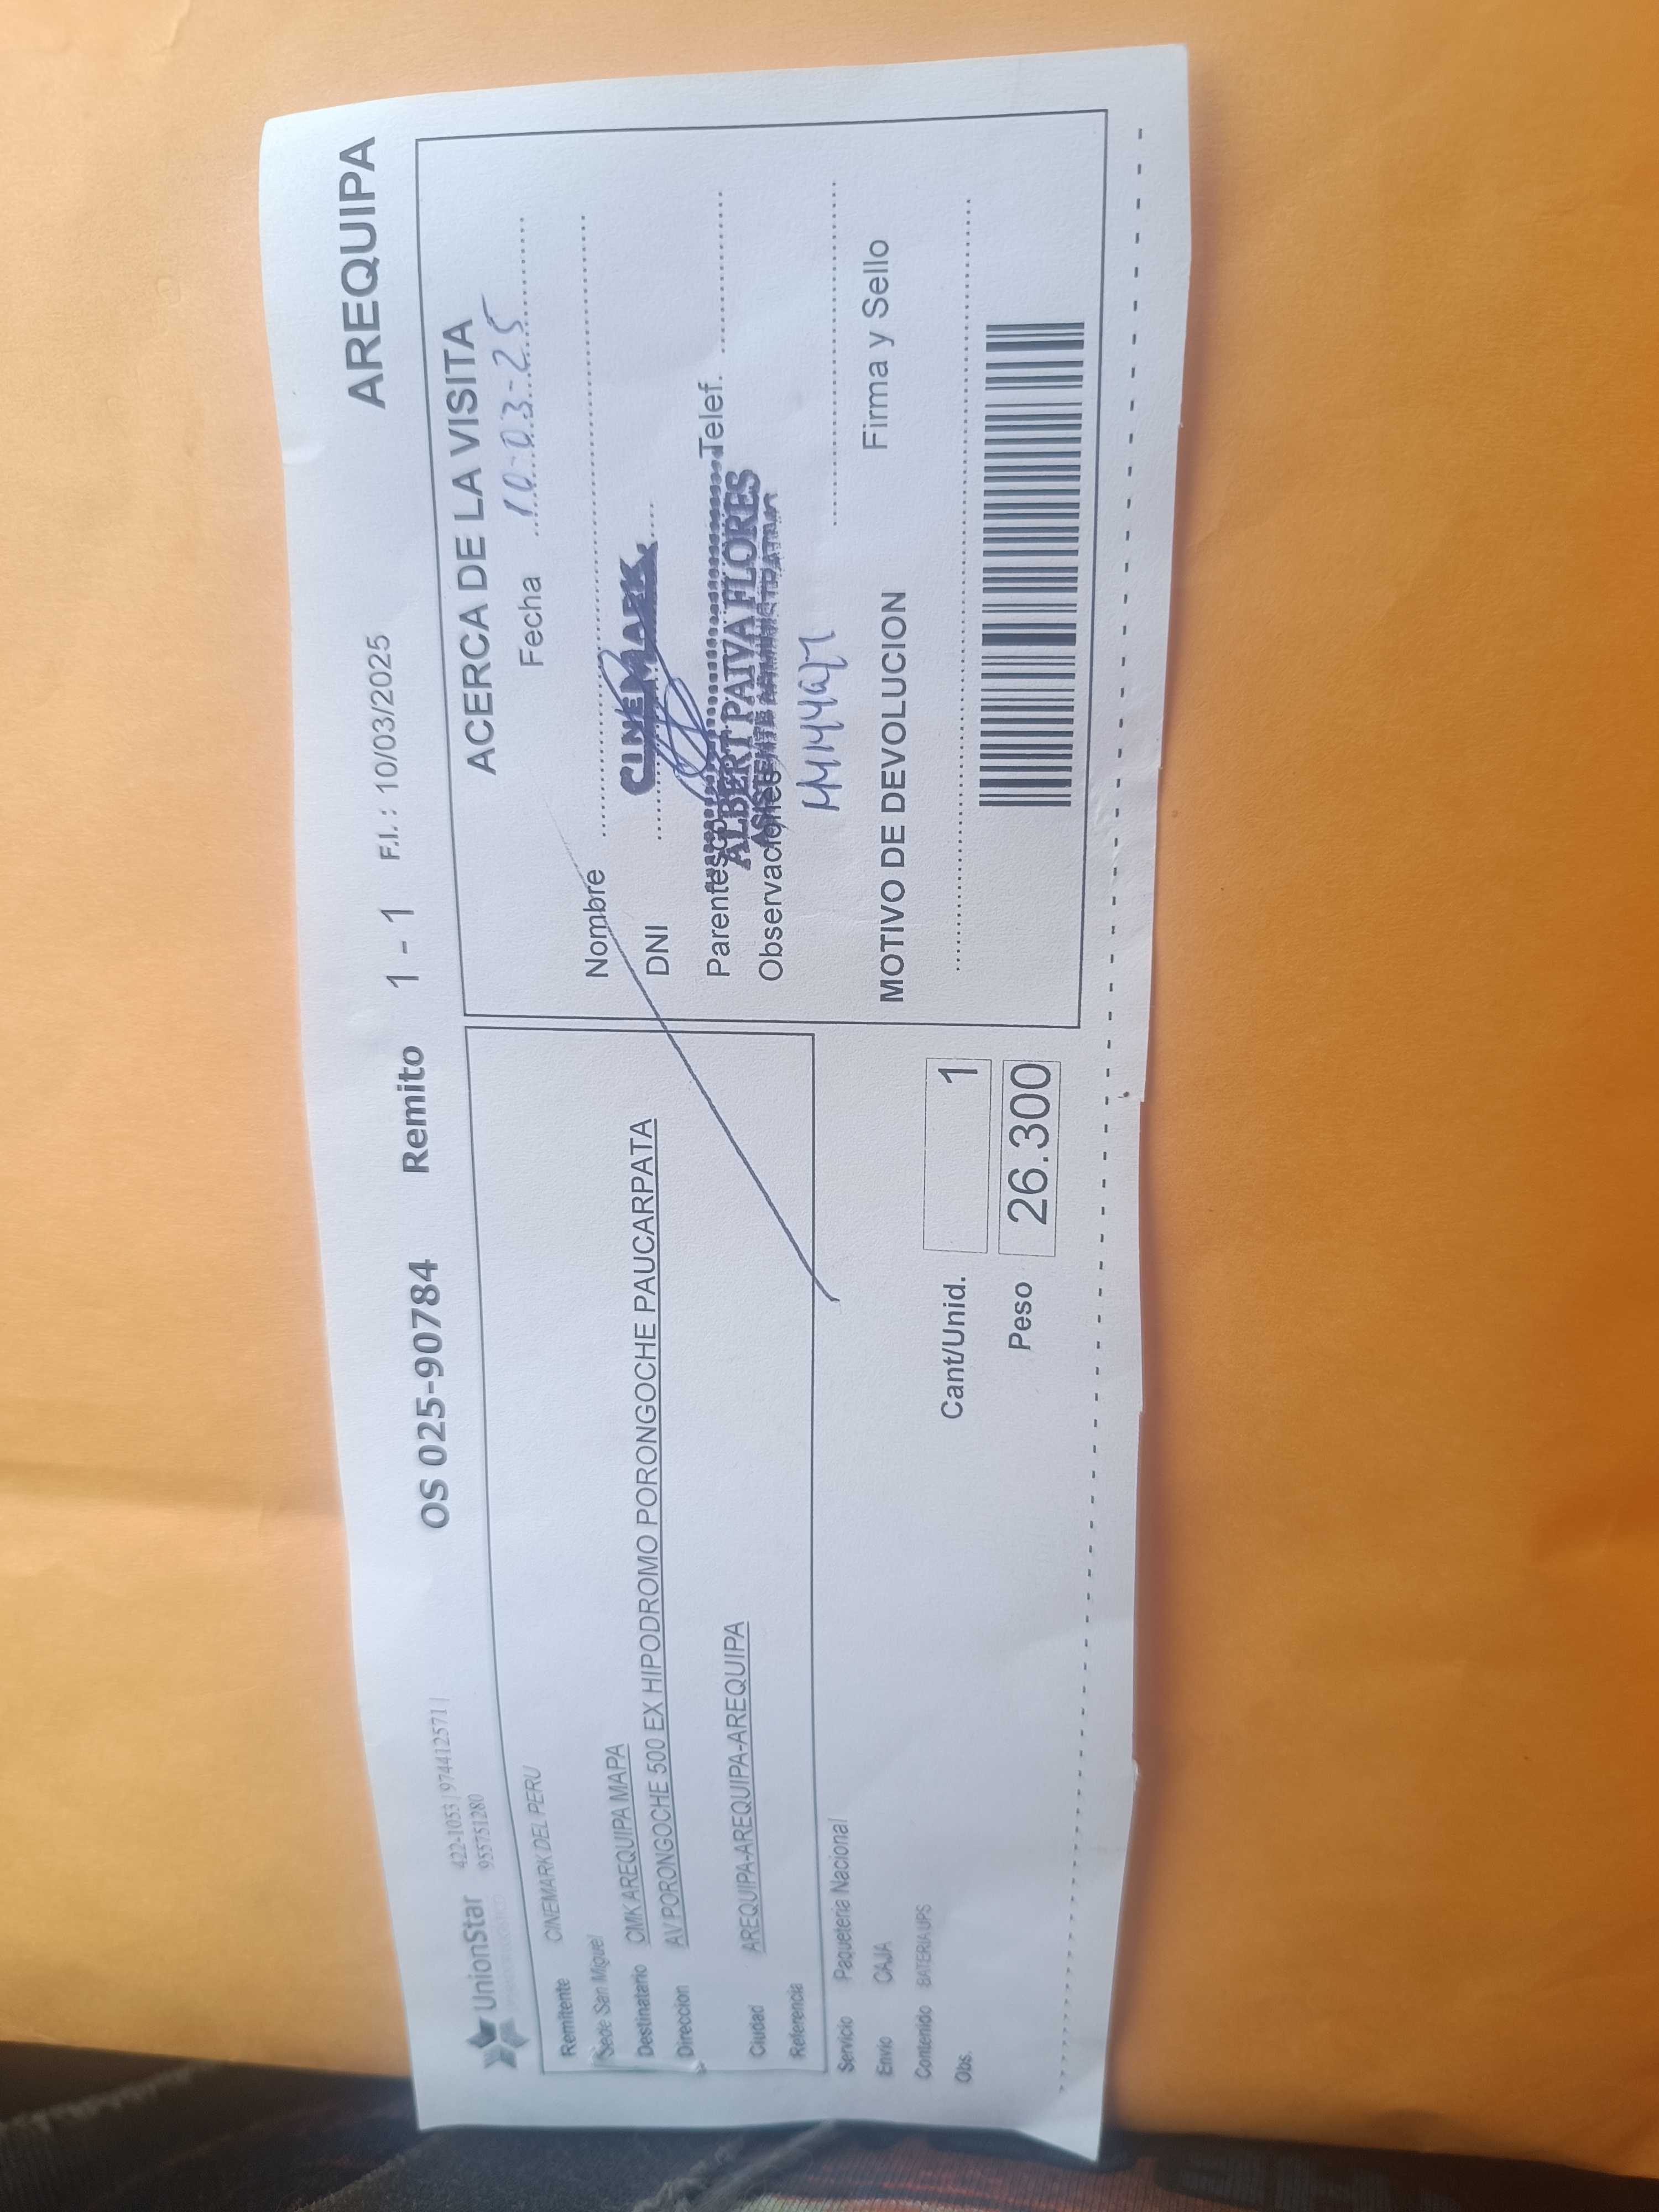 UnionStar 422-1053 | 974412571 |
955751280
OS 025-90784 Remito 1 - 1 F.I. : 10/03/2025 AREQUIPA
Remitente CINEMARK DEL PERU
Sede San Miguel
Destinatario CMK AREQUIPA MAPA
Direccion AV PORONGOCHE 500 EX HIPODROMO PORONGOCHE PAUCARPATA
Ciudad AREQUIPA-AREQUIPA-AREQUIPA
Referencia
Servicio Paqueteria Nacional
Envio CAJA
Contenido BATERIA UPS
Obs.
Cant/Unid. 1
Peso 26.300
ACERCA DE LA VISITA
Fecha 10-03-25
Nombre
CINEMARK
DNI
Parentesco Telef.
ALBERT PAIVA FLORES
Observaciones
MOTIVO DE DEVOLUCION Firma y Sello